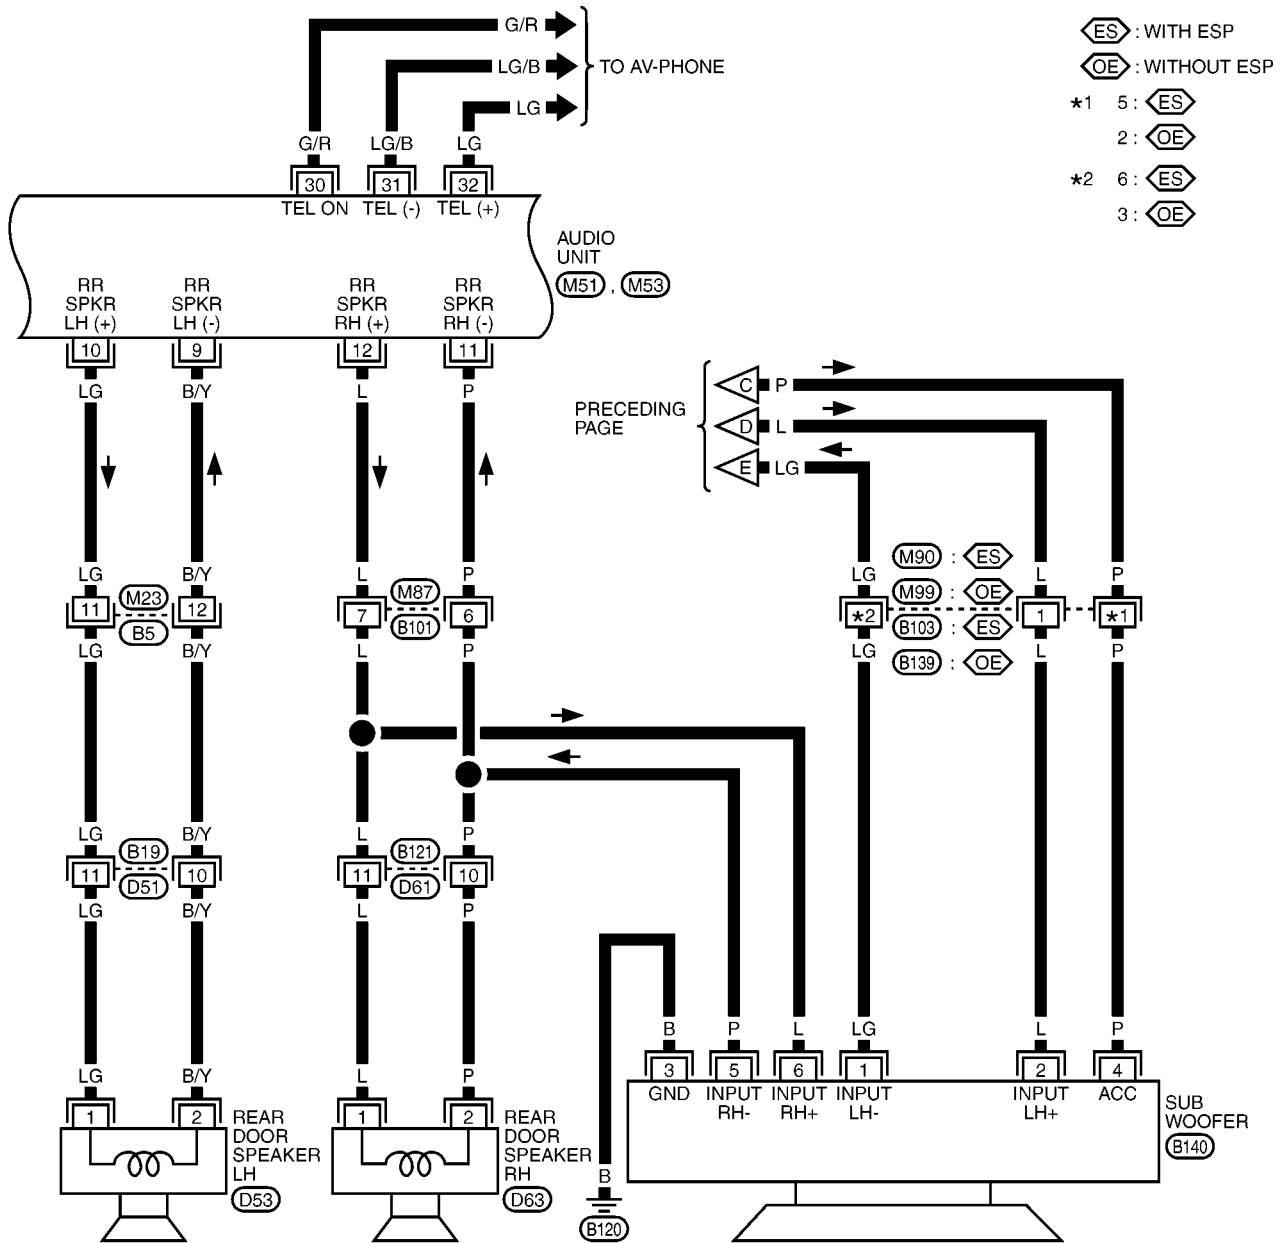 G/R
LG/B
LG
TO AV-PHONE
ES : WITH ESP
OE : WITHOUT ESP
*1 5 : ES
2 : OE
*2 6 : ES
3 : OE
G/R LG/B LG
30 31 32
TEL ON TEL (-) TEL (+)
AUDIO
UNIT
M51 , M53
RR RR RR RR
SPKR SPKR SPKR SPKR
LH (+) LH (-) RH (+) RH (-)
10 9 12 11
LG B/Y L P
PRECEDING
PAGE
C P
D L
E LG
M90 : ES
M99 : OE
B103 : ES
B139 : OE
LG B/Y L P LG L P
11 M23 12 7 M87 6 *2 1 *1
B5 B101
LG B/Y L P LG L P
LG B/Y L P
11 B19 10 11 B121 10
D51 D61
LG B/Y L P
B P L LG L P
3 5 6 1 2 4
GND INPUT INPUT INPUT INPUT ACC
RH- RH+ LH- LH+
SUB
WOOFER
B140
LG B/Y L P
1 2 1 2
REAR
DOOR
SPEAKER
LH
D53
REAR
DOOR
SPEAKER
RH
D63
B
B120